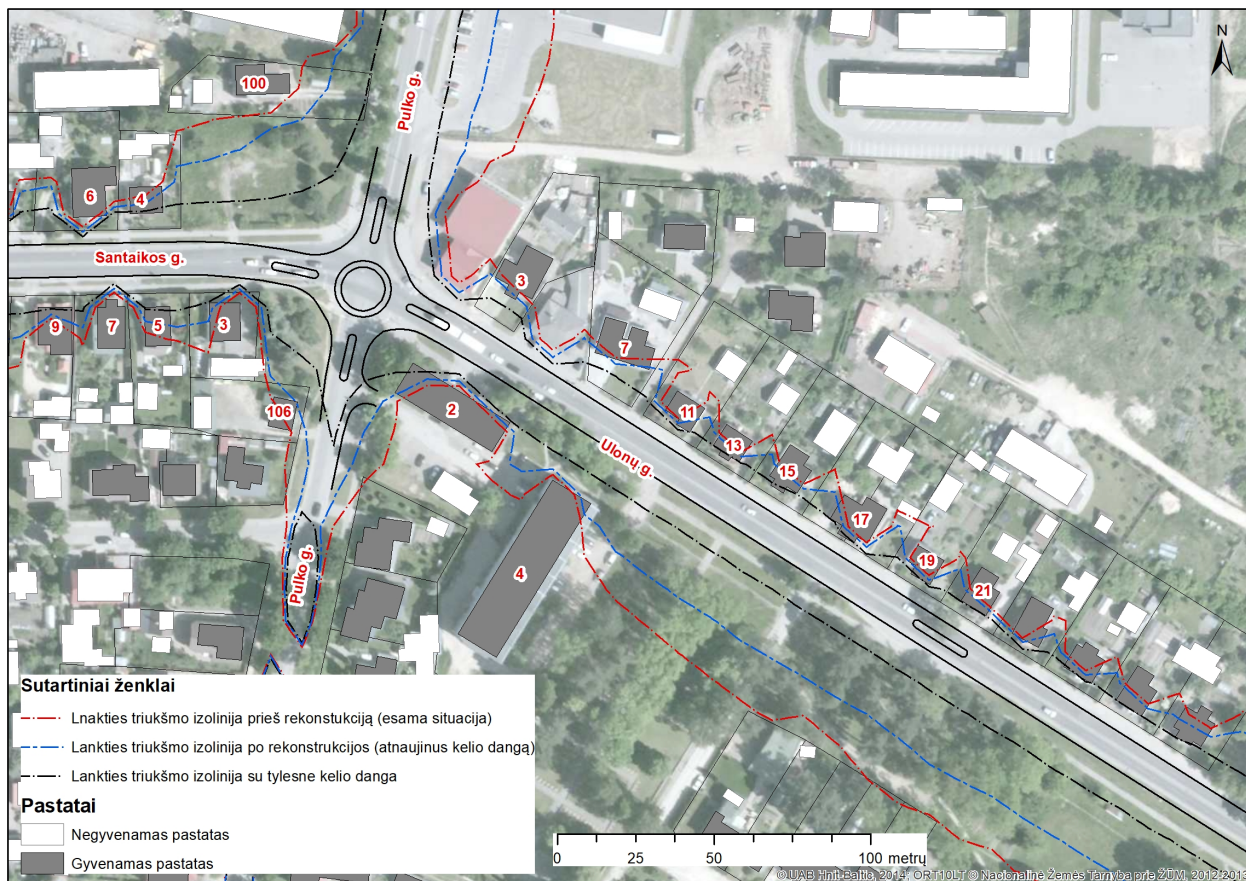 N
100
Pulko g.
6
4
Santaikos g.
3
9
7
5
3
7
106
2
11
13
Ulonų g.
15
17
4
19
21
Pulko g.
Sutartiniai ženklai
Lnakties triukšmo izolinija prieš rekonstukciją (esama situacija)
Lankties triukšmo izolinija po rekonstrukcijos (atnaujinus kelio dangą)
Lankties triukšmo izolinija su tylesne kelio danga
Pastatai
Negyvenamas pastatas
Gyvenamas pastatas
0 25 50 100 metrų
© UAB Hnit-Baltic, 2014; ORT10LT © Nacionalinė Žemės Tarnyba prie ŽŪM, 2012-2013